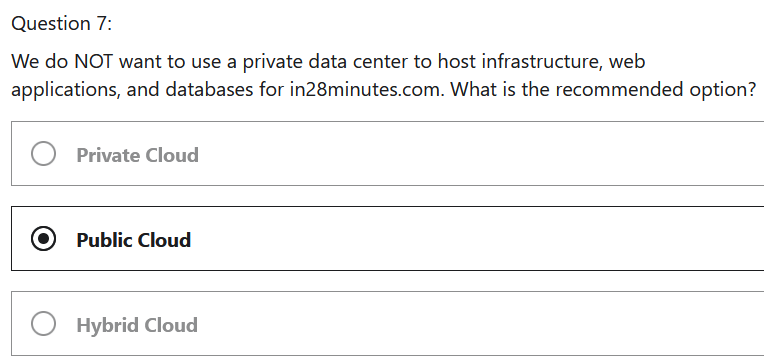 Question 7:
We do NOT want to use a private data center to host infrastructure, web
applications, and databases for in28minutes.com. What is the recommended option?
Private Cloud
Public Cloud
Hybrid Cloud